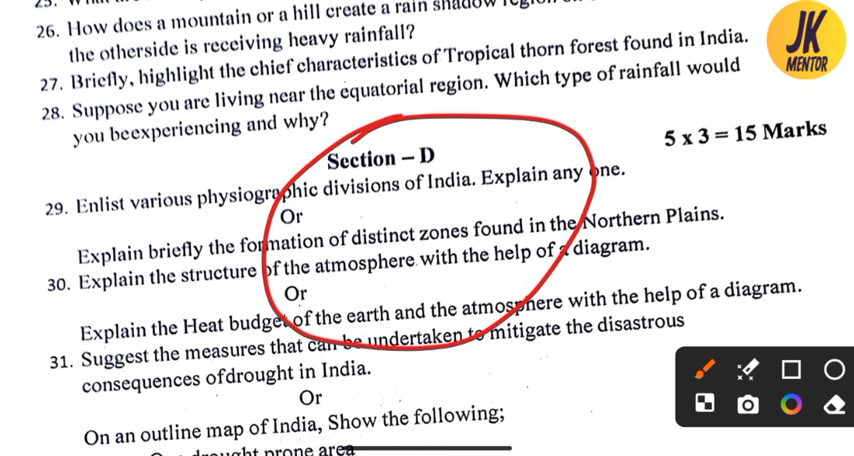 26. How does a mountain or a hill create a rain shadow
the otherside is receiving heavy rainfall?
27. Briefly, highlight the chief characteristics of Tropical thorn forest found in India.
28. Suppose you are living near the equatorial region. Which type of rainfall would
you beexperiencing and why?
JK
MENTOR
Section – D
5 x 3 = 15 Marks
29. Enlist various physiographic divisions of India. Explain any one.
Or
Explain briefly the formation of distinct zones found in the Northern Plains.
30. Explain the structure of the atmosphere with the help of a diagram.
Or
Explain the Heat budget of the earth and the atmosphere with the help of a diagram.
31. Suggest the measures that can be undertaken to mitigate the disastrous
consequences ofdrought in India.
Or
On an outline map of India, Show the following;
drought prone area